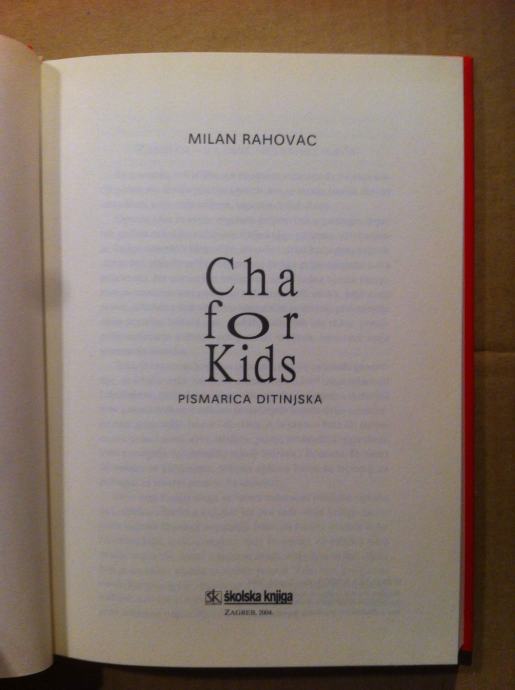 MILAN RAHOVAC
Cha
for
Kids
PISMARICA DITINJSKA
ŠK školska knjiga
ZAGREB, 2004.